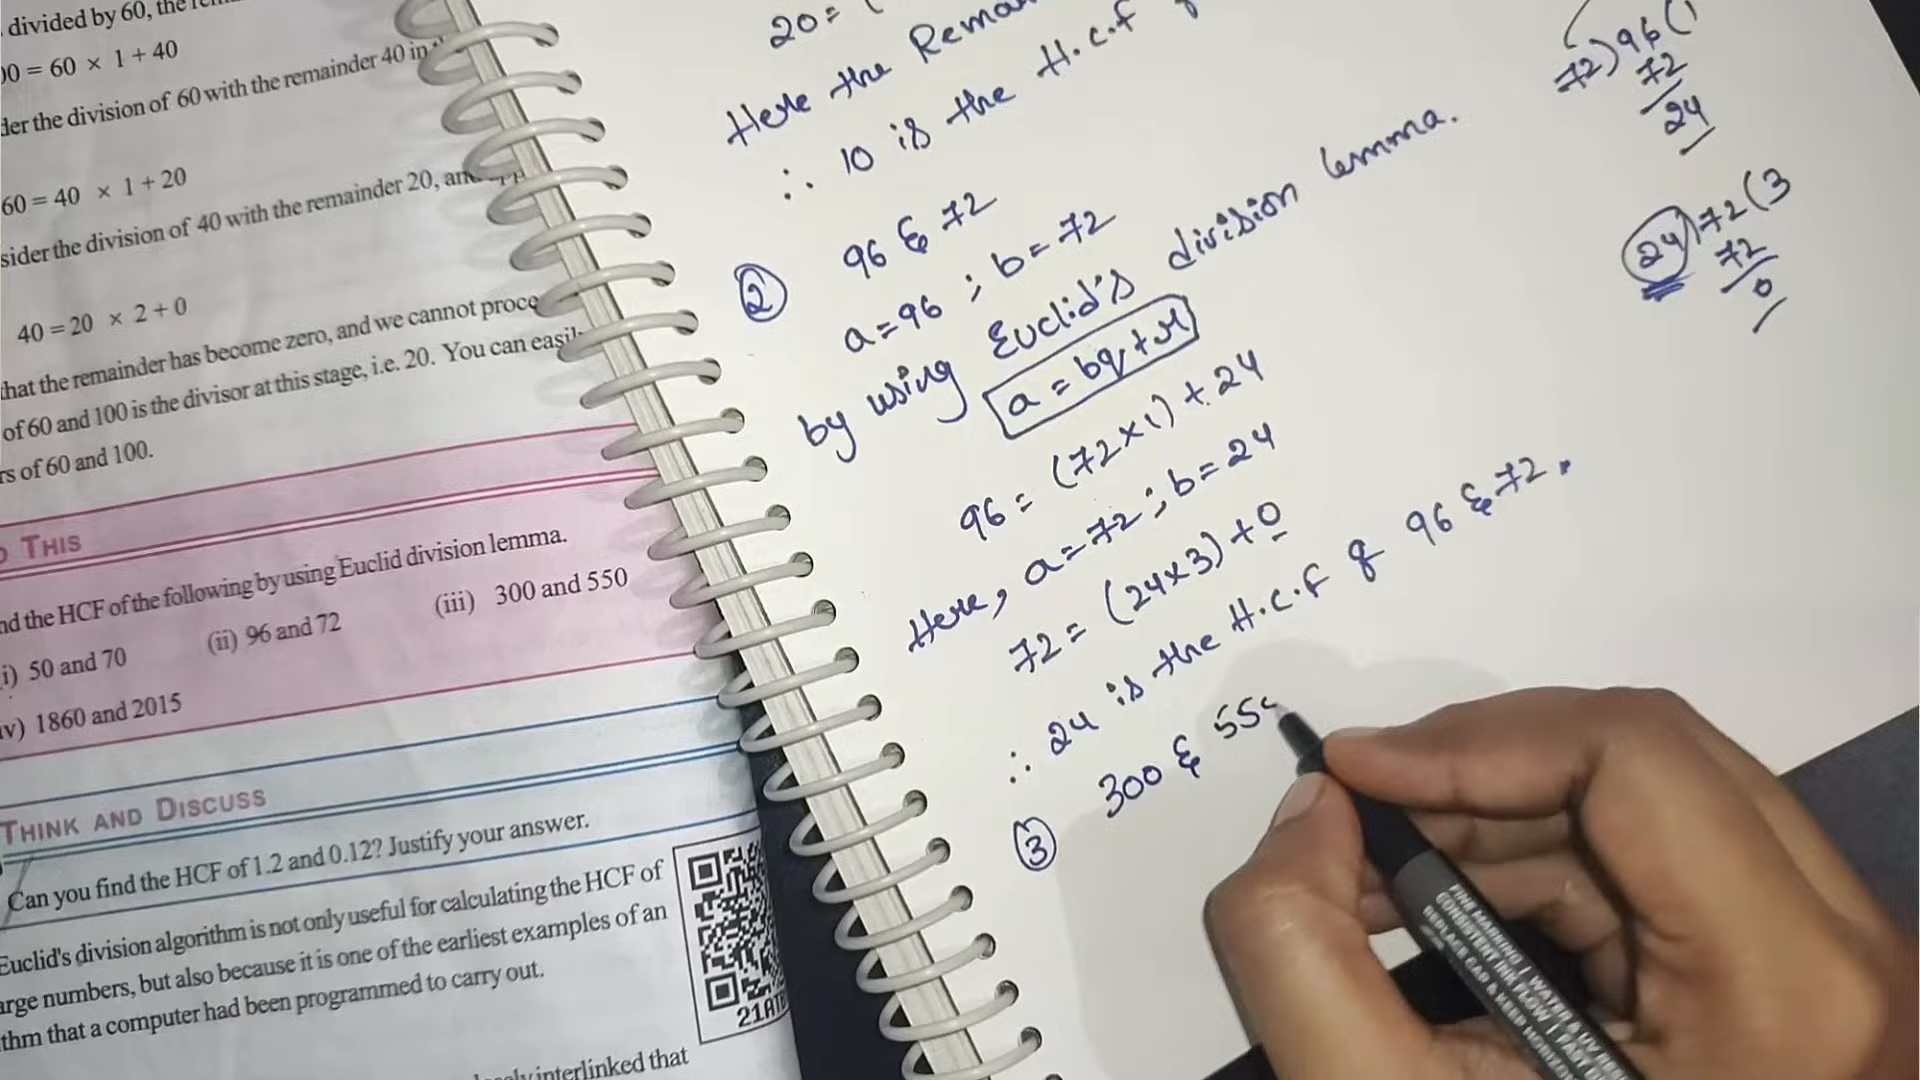 divided by 60, the
00 = 60 × 1 + 40
der the division of 60 with the remainder 40 in
60 = 40 × 1 + 20
sider the division of 40 with the remainder 20, and
40 = 20 × 2 + 0
that the remainder has become zero, and we cannot proce
of 60 and 100 is the divisor at this stage, i.e. 20. You can easil
rs of 60 and 100.
THIS
nd the HCF of the following by using Euclid division lemma.
i) 50 and 70 (ii) 96 and 72 (iii) 300 and 550
iv) 1860 and 2015
THINK AND DISCUSS
Can you find the HCF of 1.2 and 0.12? Justify your answer.
Euclid's division algorithm is not only useful for calculating the HCF of
arge numbers, but also because it is one of the earliest examples of an
thm that a computer had been programmed to carry out.
interlinked that
20 = (
Here the Rema
∴ 10 is the H.c.f
② 96 & 72
a = 96 ; b = 72
by using Euclid's division lemma.
a = bq + r
96 = (72 × 1) + 24
Here, a = 72 ; b = 24
72 = (24 × 3) + 0
∴ 24 is the H.c.f of 96 & 72.
③ 300 & 55
72) 96 (1
72
24
24) 72 (3
72
0